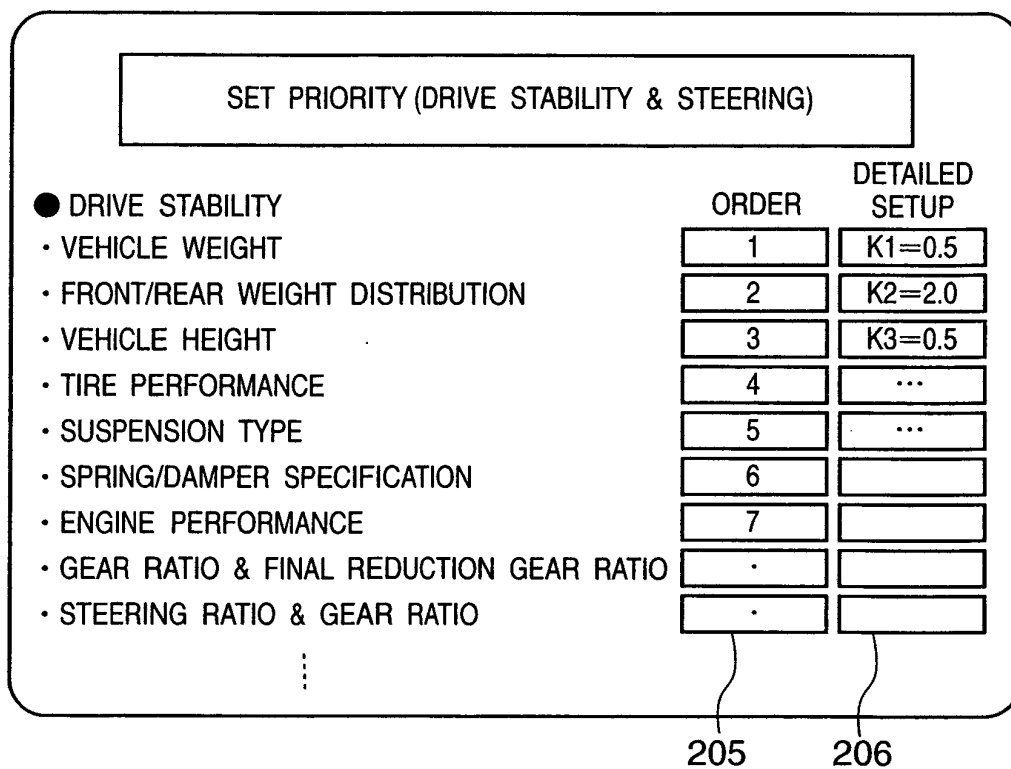 SET PRIORITY (DRIVE STABILITY & STEERING)
● DRIVE STABILITY ORDER DETAILED SETUP
· VEHICLE WEIGHT 1 K1=0.5
· FRONT/REAR WEIGHT DISTRIBUTION 2 K2=2.0
· VEHICLE HEIGHT 3 K3=0.5
· TIRE PERFORMANCE 4 ···
· SUSPENSION TYPE 5 ···
· SPRING/DAMPER SPECIFICATION 6
· ENGINE PERFORMANCE 7
· GEAR RATIO & FINAL REDUCTION GEAR RATIO ·
· STEERING RATIO & GEAR RATIO ·
205 206